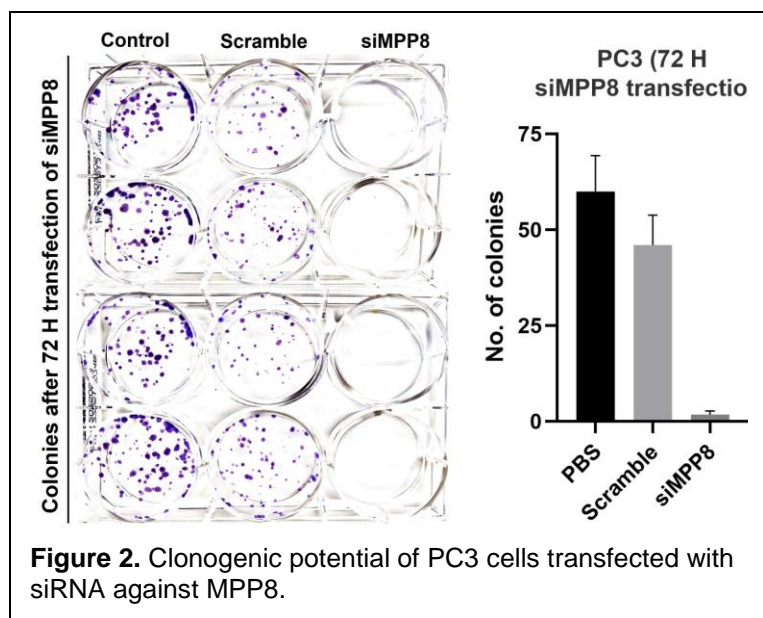 Control Scramble siMPP8
Colonies after 72 H transfection of siMPP8
PC3 (72 H
siMPP8 transfectio
No. of colonies
75
50
25
0
PBS
Scramble
siMPP8
Figure 2. Clonogenic potential of PC3 cells transfected with
siRNA against MPP8.